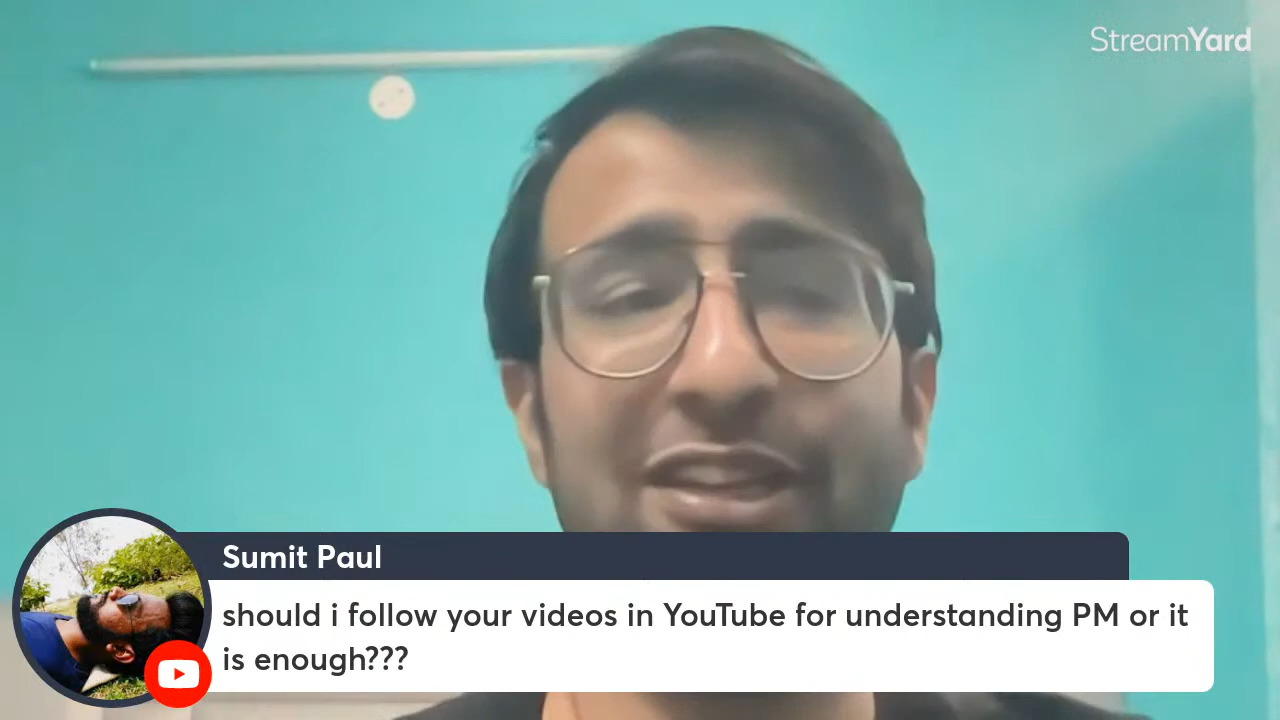 StreamYard
Sumit Paul
should i follow your videos in YouTube for understanding PM or it
is enough???